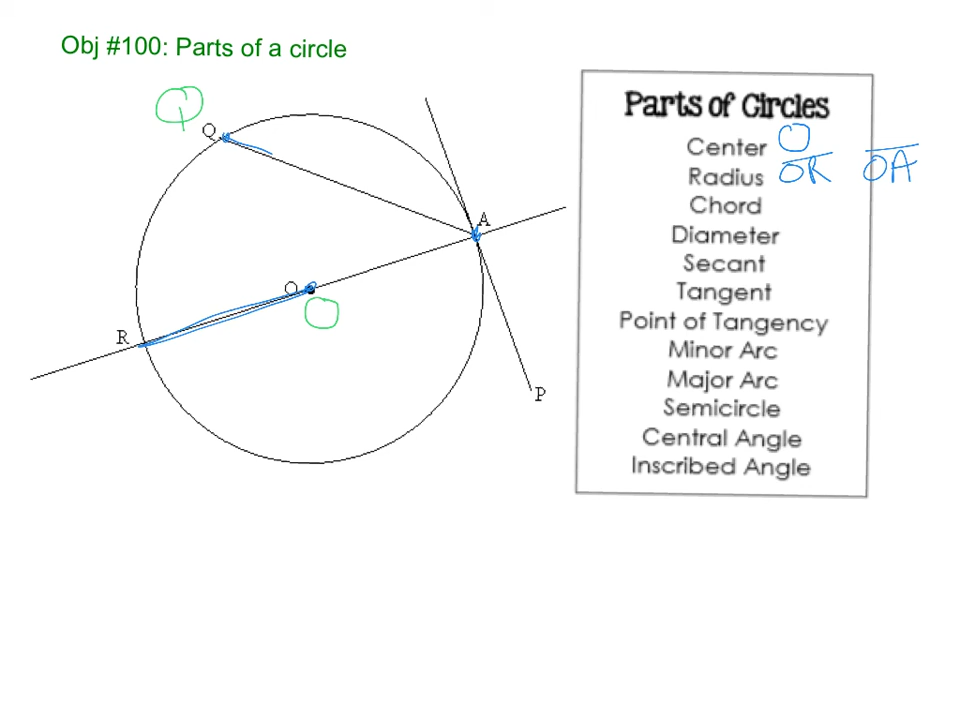 Obj #100: Parts of a circle
Q
Q
A
O
O
R
P
Parts of Circles
Center O
Radius OR OA
Chord
Diameter
Secant
Tangent
Point of Tangency
Minor Arc
Major Arc
Semicircle
Central Angle
Inscribed Angle